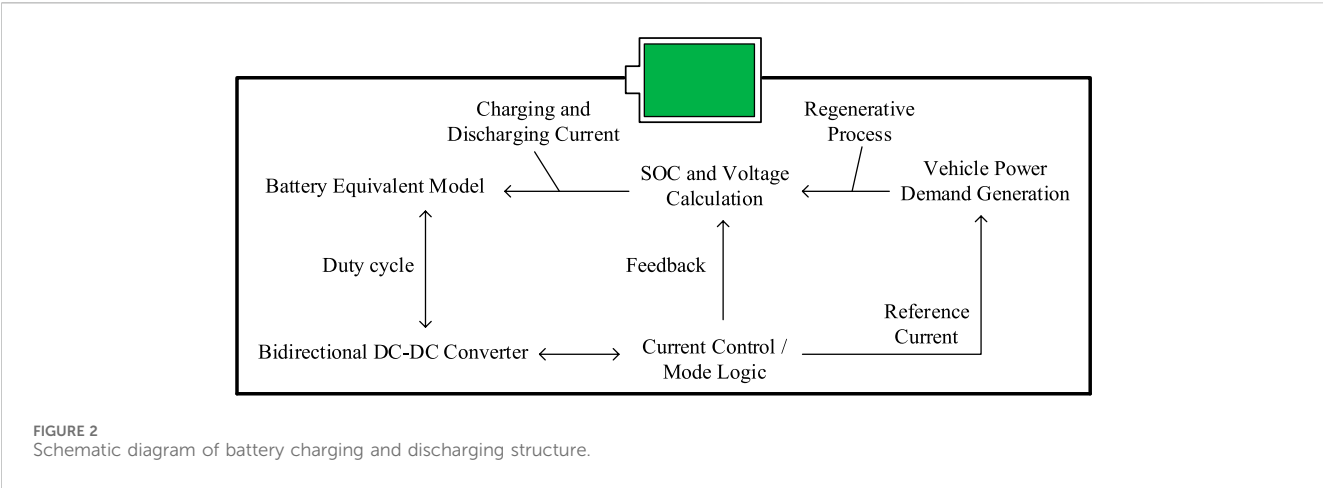 Charging and
Discharging Current
Regenerative
Process
Battery Equivalent Model
SOC and Voltage
Calculation
Vehicle Power
Demand Generation
Duty cycle
Feedback
Reference
Current
Bidirectional DC-DC Converter
Current Control /
Mode Logic
FIGURE 2
Schematic diagram of battery charging and discharging structure.